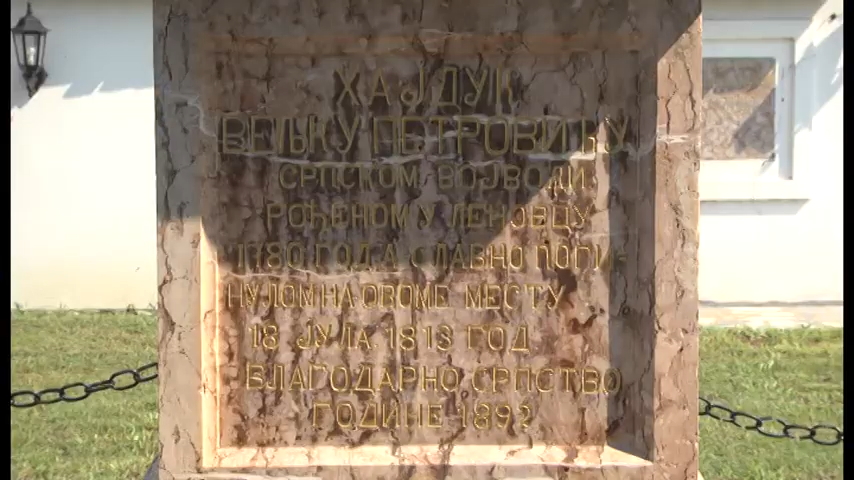 ХАЈДУК
ВЕЉКУ ПЕТРОВИЋУ
СРПСКОМ ВОЈВОДИ
РОЂЕНОМ У ЛЕНОВЦУ
1780 ГОДА СЛАВНО ПОГИ-
НУЛОМ НА ОВОМЕ МЕСТУ
18 ЈУЛА 1813 ГОД
БЛАГОДАРНО СРПСТВО
ГОДИНЕ 1892